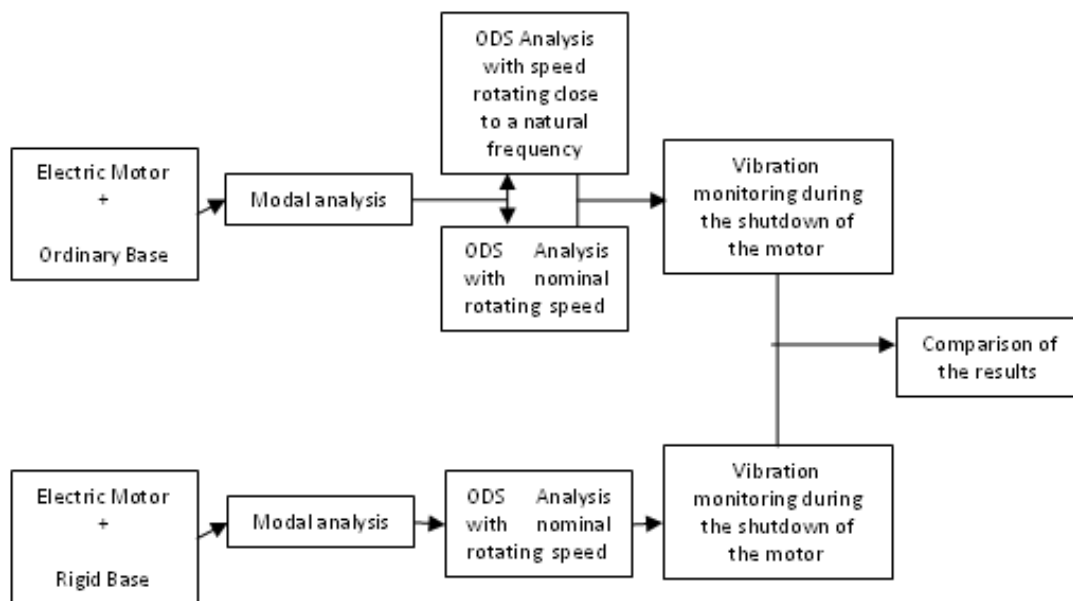 Electric Motor
+
Ordinary Base
Modal analysis
ODS Analysis
with speed
rotating close
to a natural
frequency
ODS Analysis
with nominal
rotating speed
Vibration
monitoring during
the shutdown of
the motor
Comparison of
the results
Electric Motor
+
Rigid Base
Modal analysis
ODS Analysis
with nominal
rotating speed
Vibration
monitoring during
the shutdown of
the motor